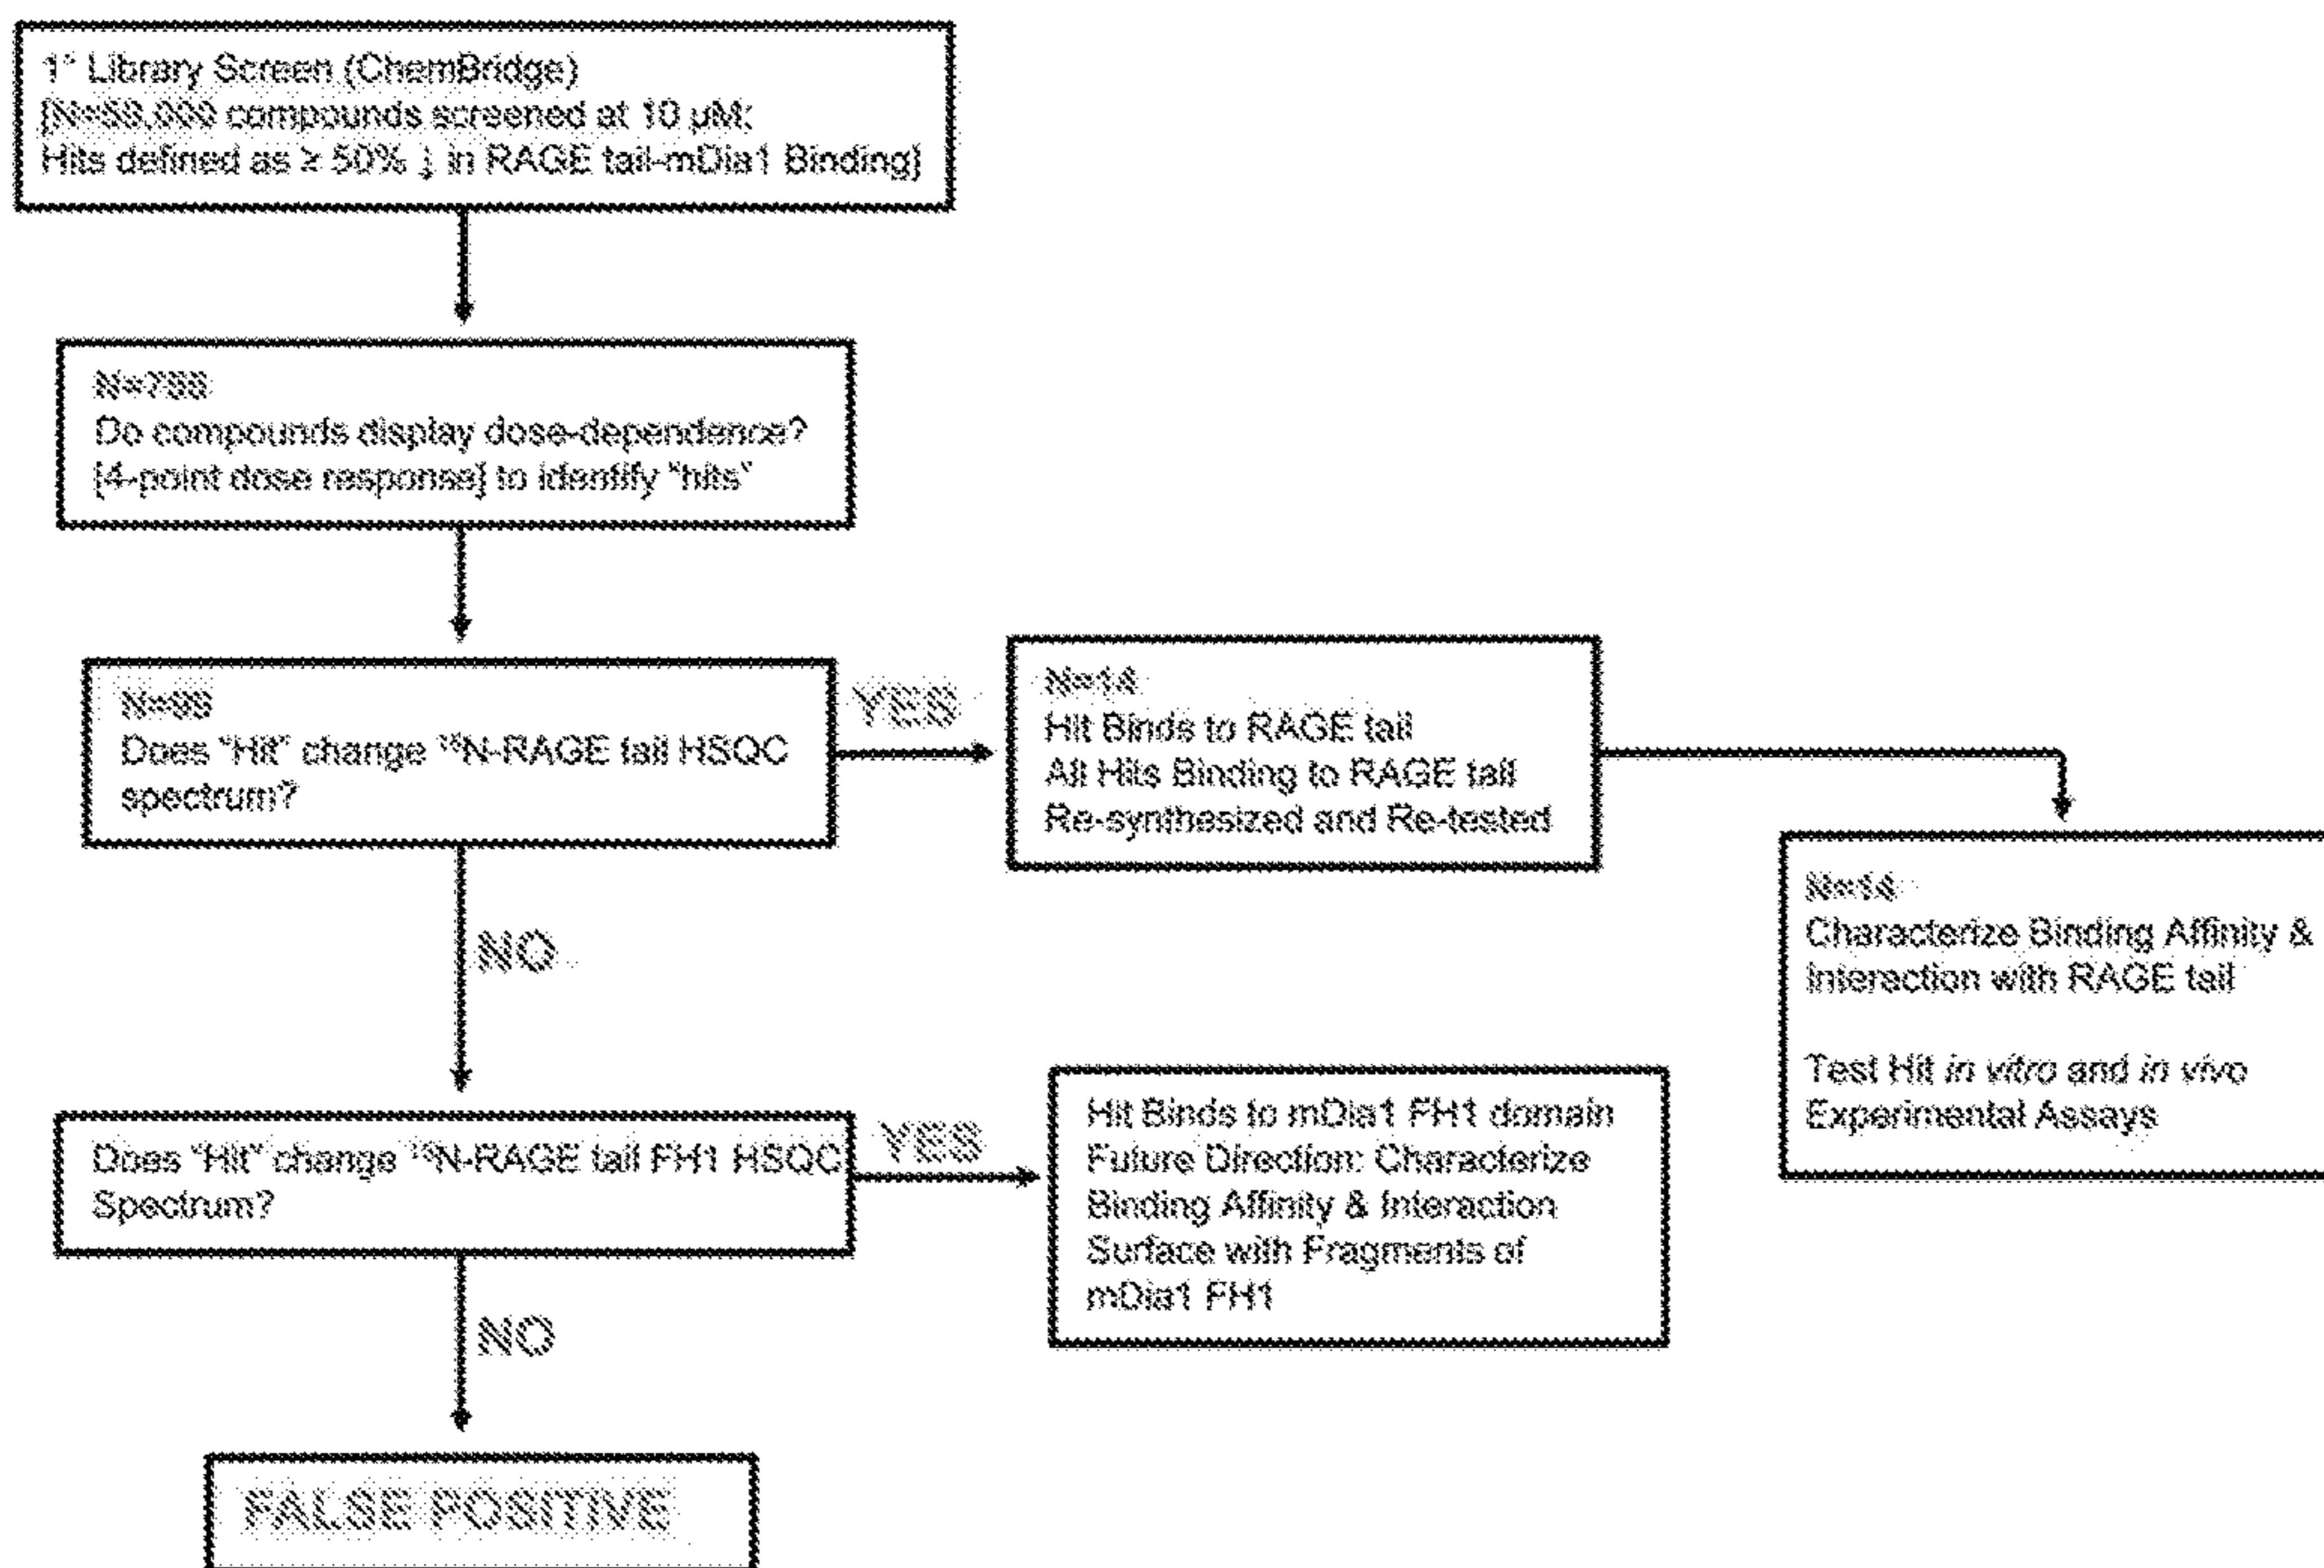 1° Library Screen (ChemBridge)
compounds screened at 10 µM;
Hits defined as ≥ 50% ↓ in RAGE tail-mDia1 Binding]
Do compounds display dose-dependence?
[4-point dose response] to identify "hits"
Does "Hit" change ¹⁵N-RAGE tail HSQC
spectrum?
YES
N=14
Hit Binds to RAGE tail
All Hits Binding to RAGE tail
Re-synthesized and Re-tested
N=14
Characterize Binding Affinity &
Interaction with RAGE tail
Test Hit in vitro and in vivo
Experimental Assays
NO
Does "Hit" change ¹⁵N-RAGE tail FH1 HSQC
Spectrum?
YES
Hit Binds to mDia1 FH1 domain
Future Direction: Characterize
Binding Affinity & Interaction
Surface with Fragments of
mDia1 FH1
NO
FALSE POSITIVE